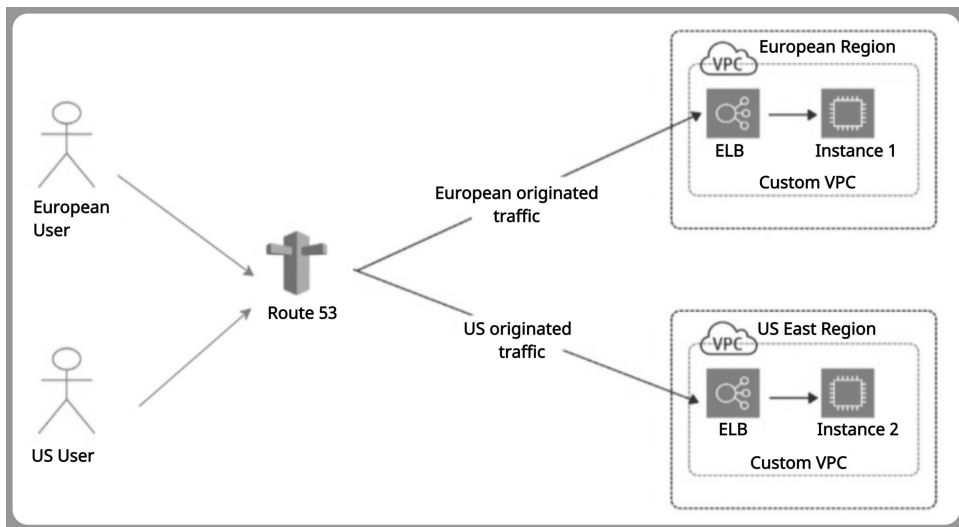 European Region
VPC
ELB
Instance 1
Custom VPC
European
User
European originated
traffic
Route 53
US originated
traffic
US East Region
VPC
ELB
Instance 2
Custom VPC
US User